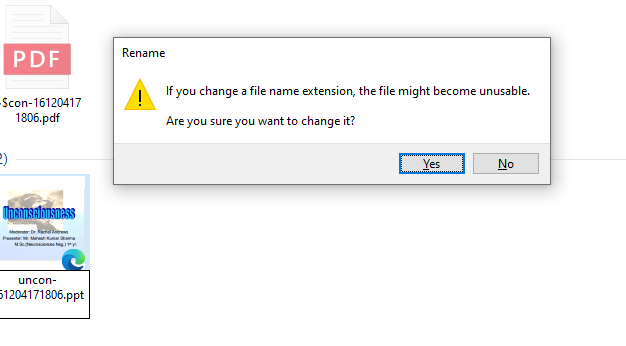 Rename
If you change a file name extension, the file might become unusable.
Are you sure you want to change it?
Yes
No
PDF
-$con-16120417
1806.pdf
2)
Unconsciousness
Moderator: Dr. Rachel Andrews
Presenter: Mr. Mahesh Kumar Sharma
M.Sc.(Neurosciences Nsg.) 1st yr.
uncon-
61204171806.ppt